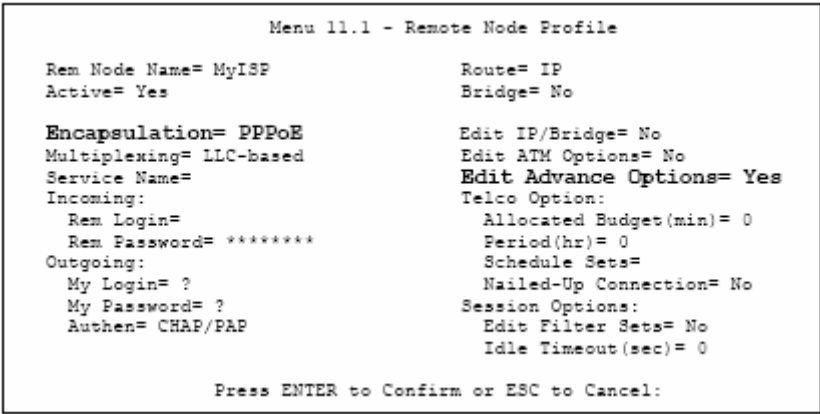 Menu 11.1 - Remote Node Profile
Rem Node Name= MyISP Route= IP
Active= Yes Bridge= No
Encapsulation= PPPoE Edit IP/Bridge= No
Multiplexing= LLC-based Edit ATM Options= No
Service Name= Edit Advance Options= Yes
Incoming: Telco Option:
Rem Login= Allocated Budget(min)= 0
Rem Password= ******** Period(hr)= 0
Outgoing: Schedule Sets=
My Login= ? Nailed-Up Connection= No
My Password= ? Session Options:
Authen= CHAP/PAP Edit Filter Sets= No
Idle Timeout(sec)= 0
Press ENTER to Confirm or ESC to Cancel: